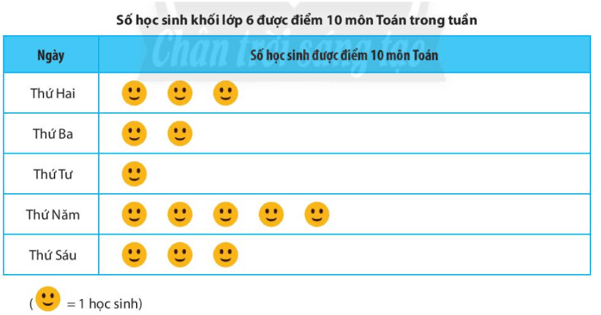 Số học sinh khối lớp 6 được điểm 10 môn Toán trong tuần
Chân trời sáng tạo
Ngày Số học sinh được điểm 10 môn Toán
Thứ Hai
Thứ Ba
Thứ Tư
Thứ Năm
Thứ Sáu
( = 1 học sinh)